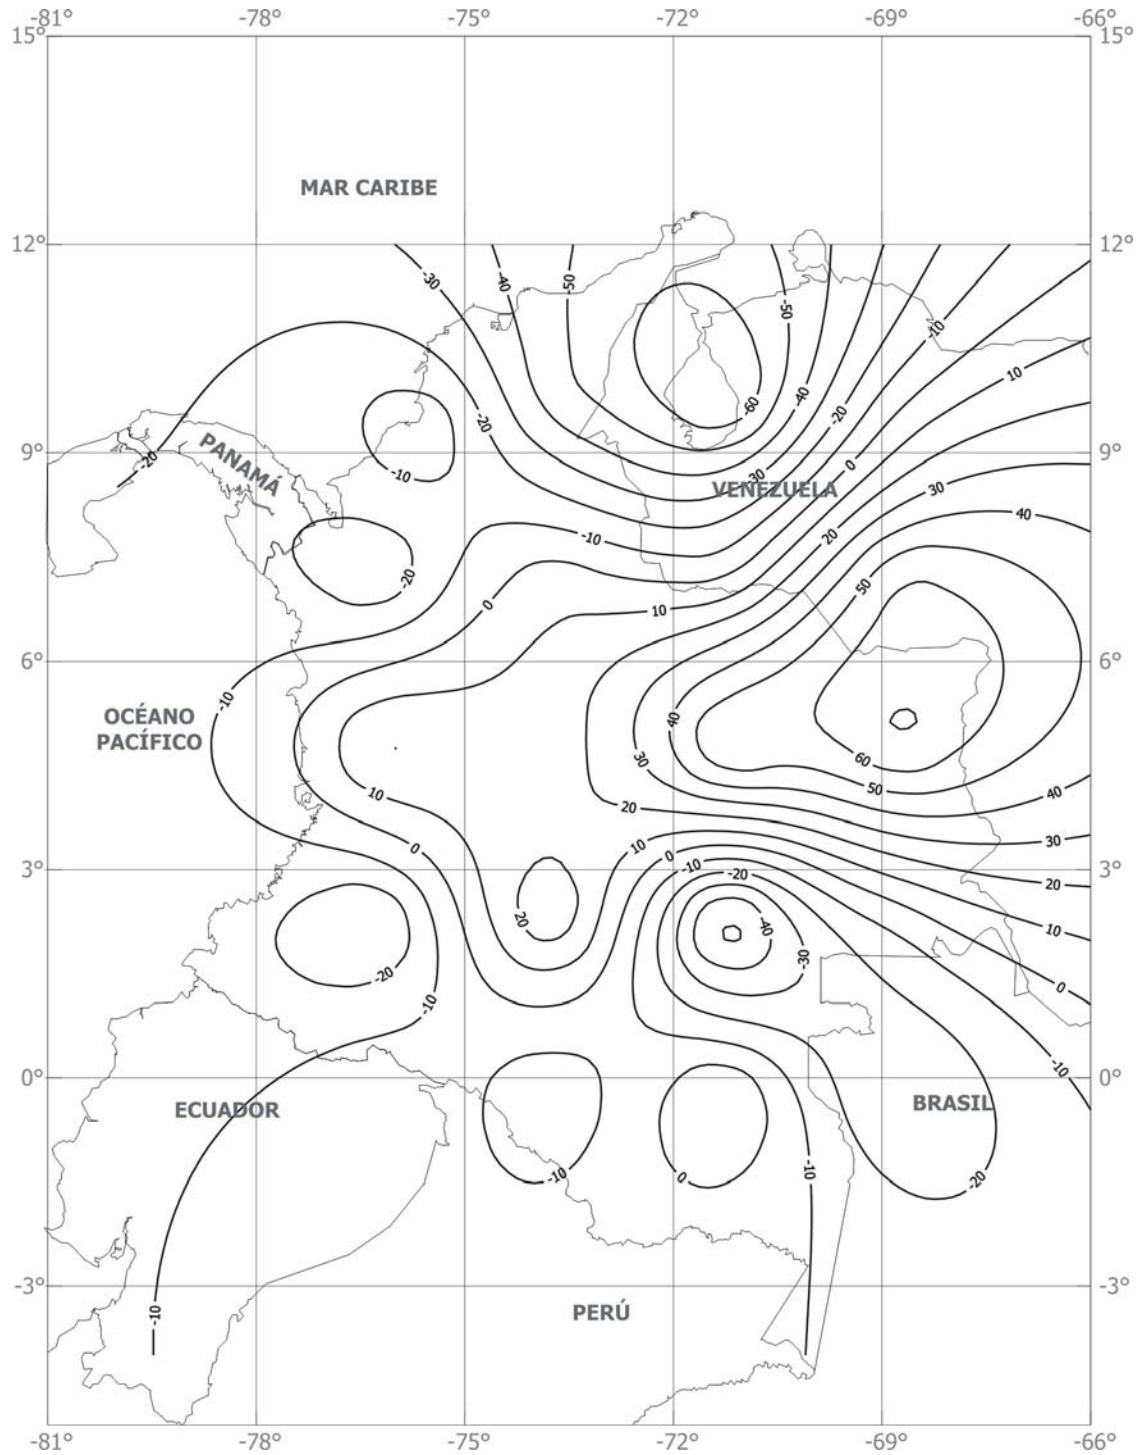 -81° -78° -75° -72° -69° -66°
15° 15°
MAR CARIBE
12° 12°
-30 -40 -50 -50
-10
10
-60 -40
-20 -20
9° 9°
-20 PANAMÁ -10 0
-30
VENEZUELA 30
40
-10 20
-20 50
0 10
6° 6°
-10
OCÉANO
PACÍFICO
40
30 60
10 20 50 40
0 10 0 30
3° 3°
-10 -20 20
20 -40 10
-20 -30
-10 0
0° 0°
-10
ECUADOR BRASIL
-10 0 -10 -20
-3° -3°
-10 PERÚ
-81° -78° -75° -72° -69° -66°